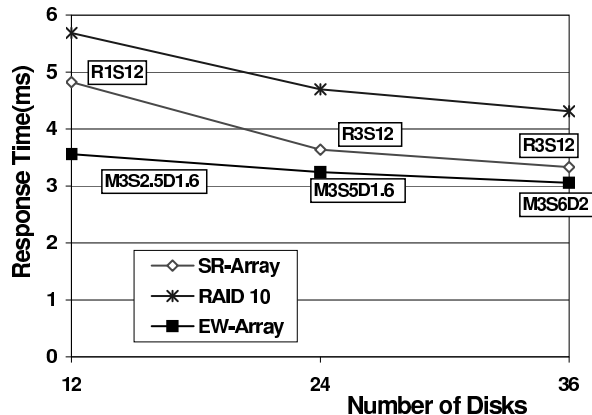 6
5
4
3
2
1
0
Response Time(ms)
R1S12
R3S12
R3S12
M3S2.5D1.6
M3S5D1.6
M3S6D2
SR-Array
RAID 10
EW-Array
12
24
36
Number of Disks